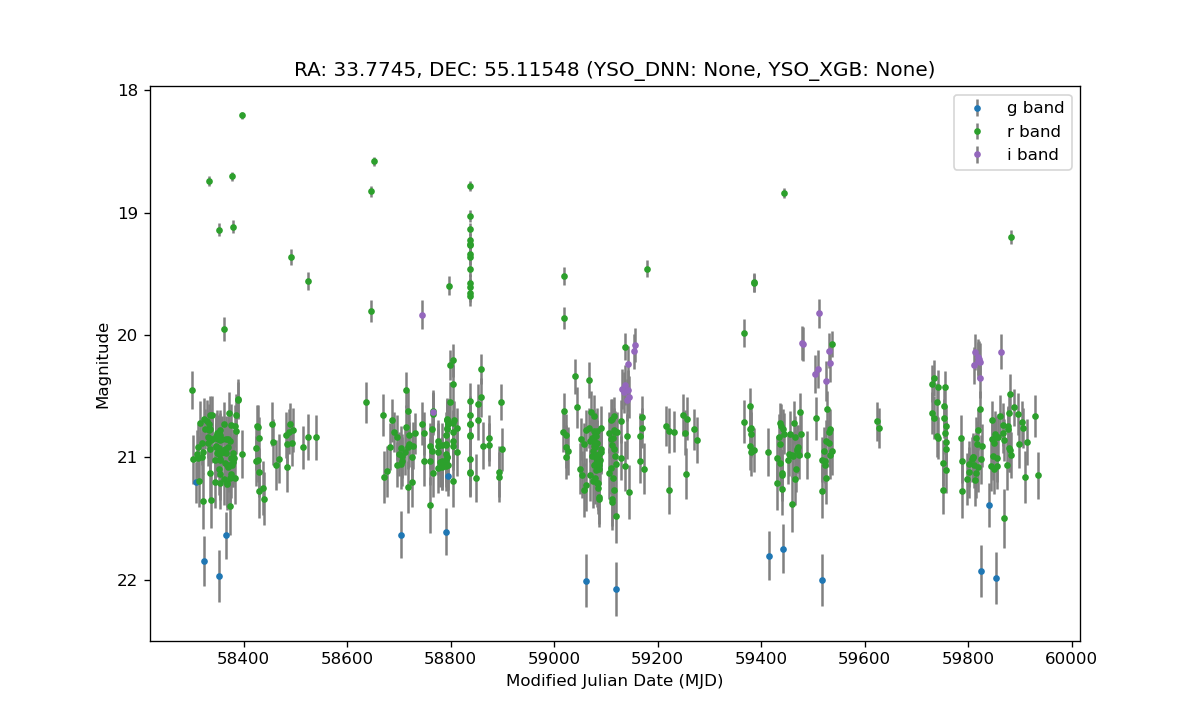 RA: 33.7745, DEC: 55.11548 (YSO_DNN: None, YSO_XGB: None)
g band
r band
i band
18
19
20
21
22
Magnitude
58400 58600 58800 59000 59200 59400 59600 59800 60000
Modified Julian Date (MJD)